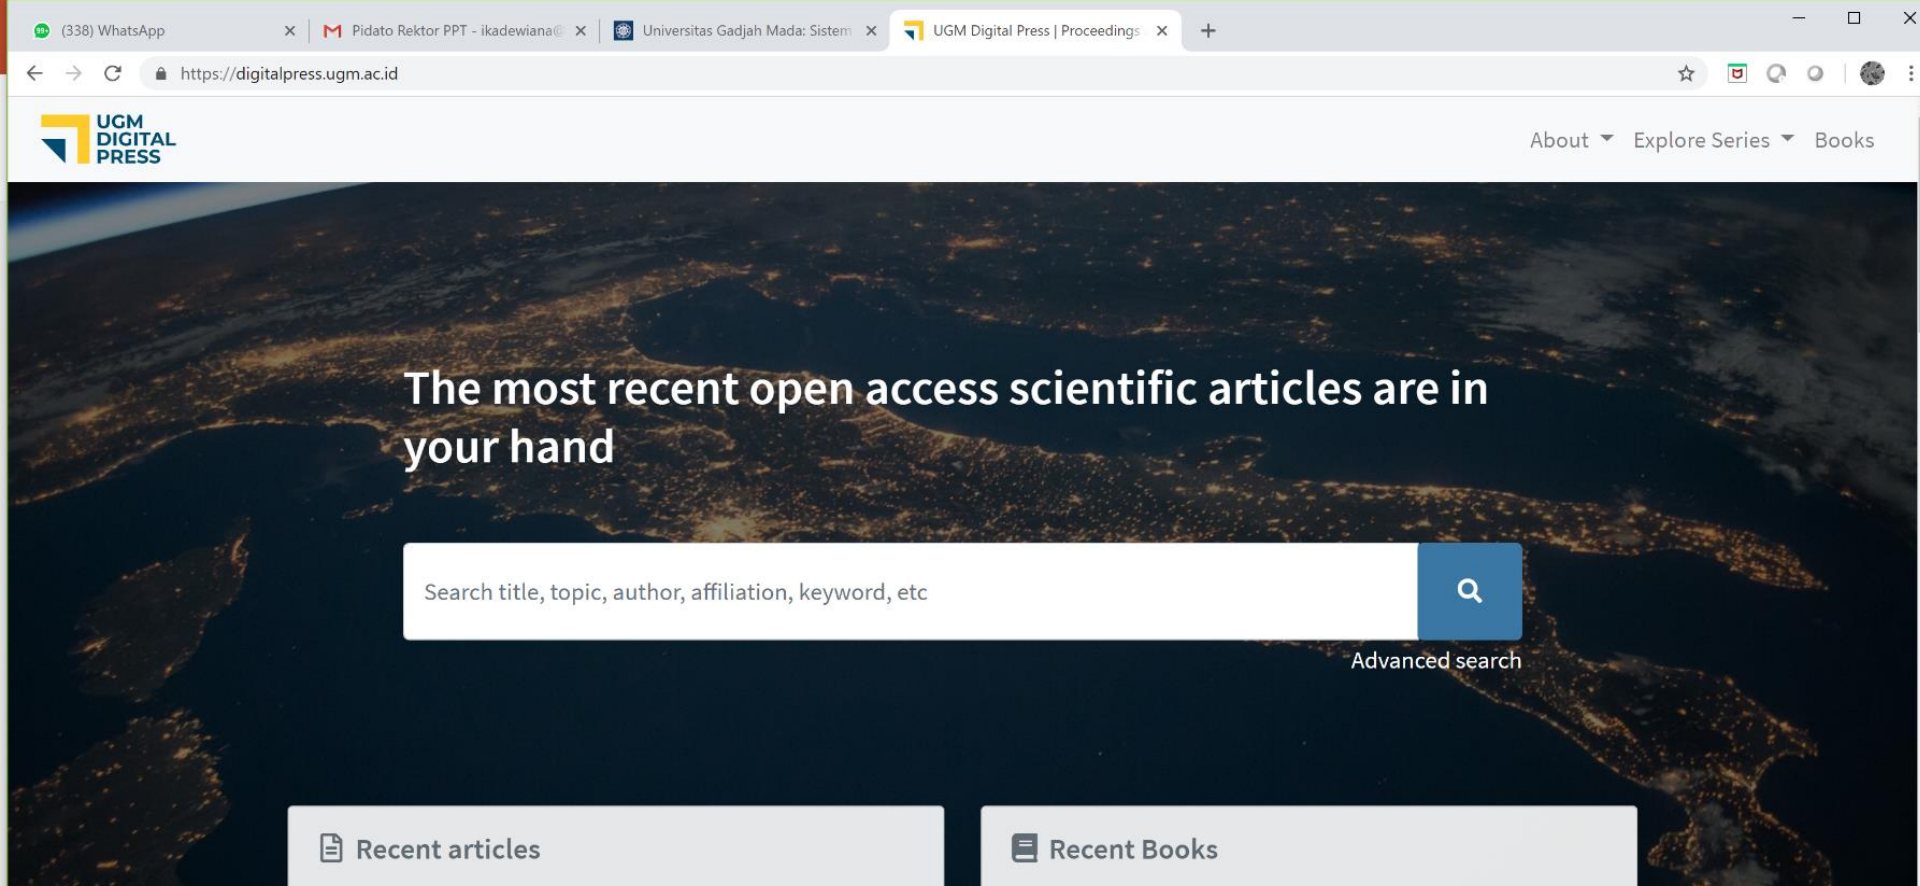 99+
(338) WhatsApp
Pidato Rektor PPT - ikadewiana@
Universitas Gadjah Mada: Sistem
UGM Digital Press | Proceedings
https://digitalpress.ugm.ac.id
UGM
DIGITAL
PRESS
About
Explore Series
Books
The most recent open access scientific articles are in
your hand
Search title, topic, author, affiliation, keyword, etc
Advanced search
Recent articles
Recent Books